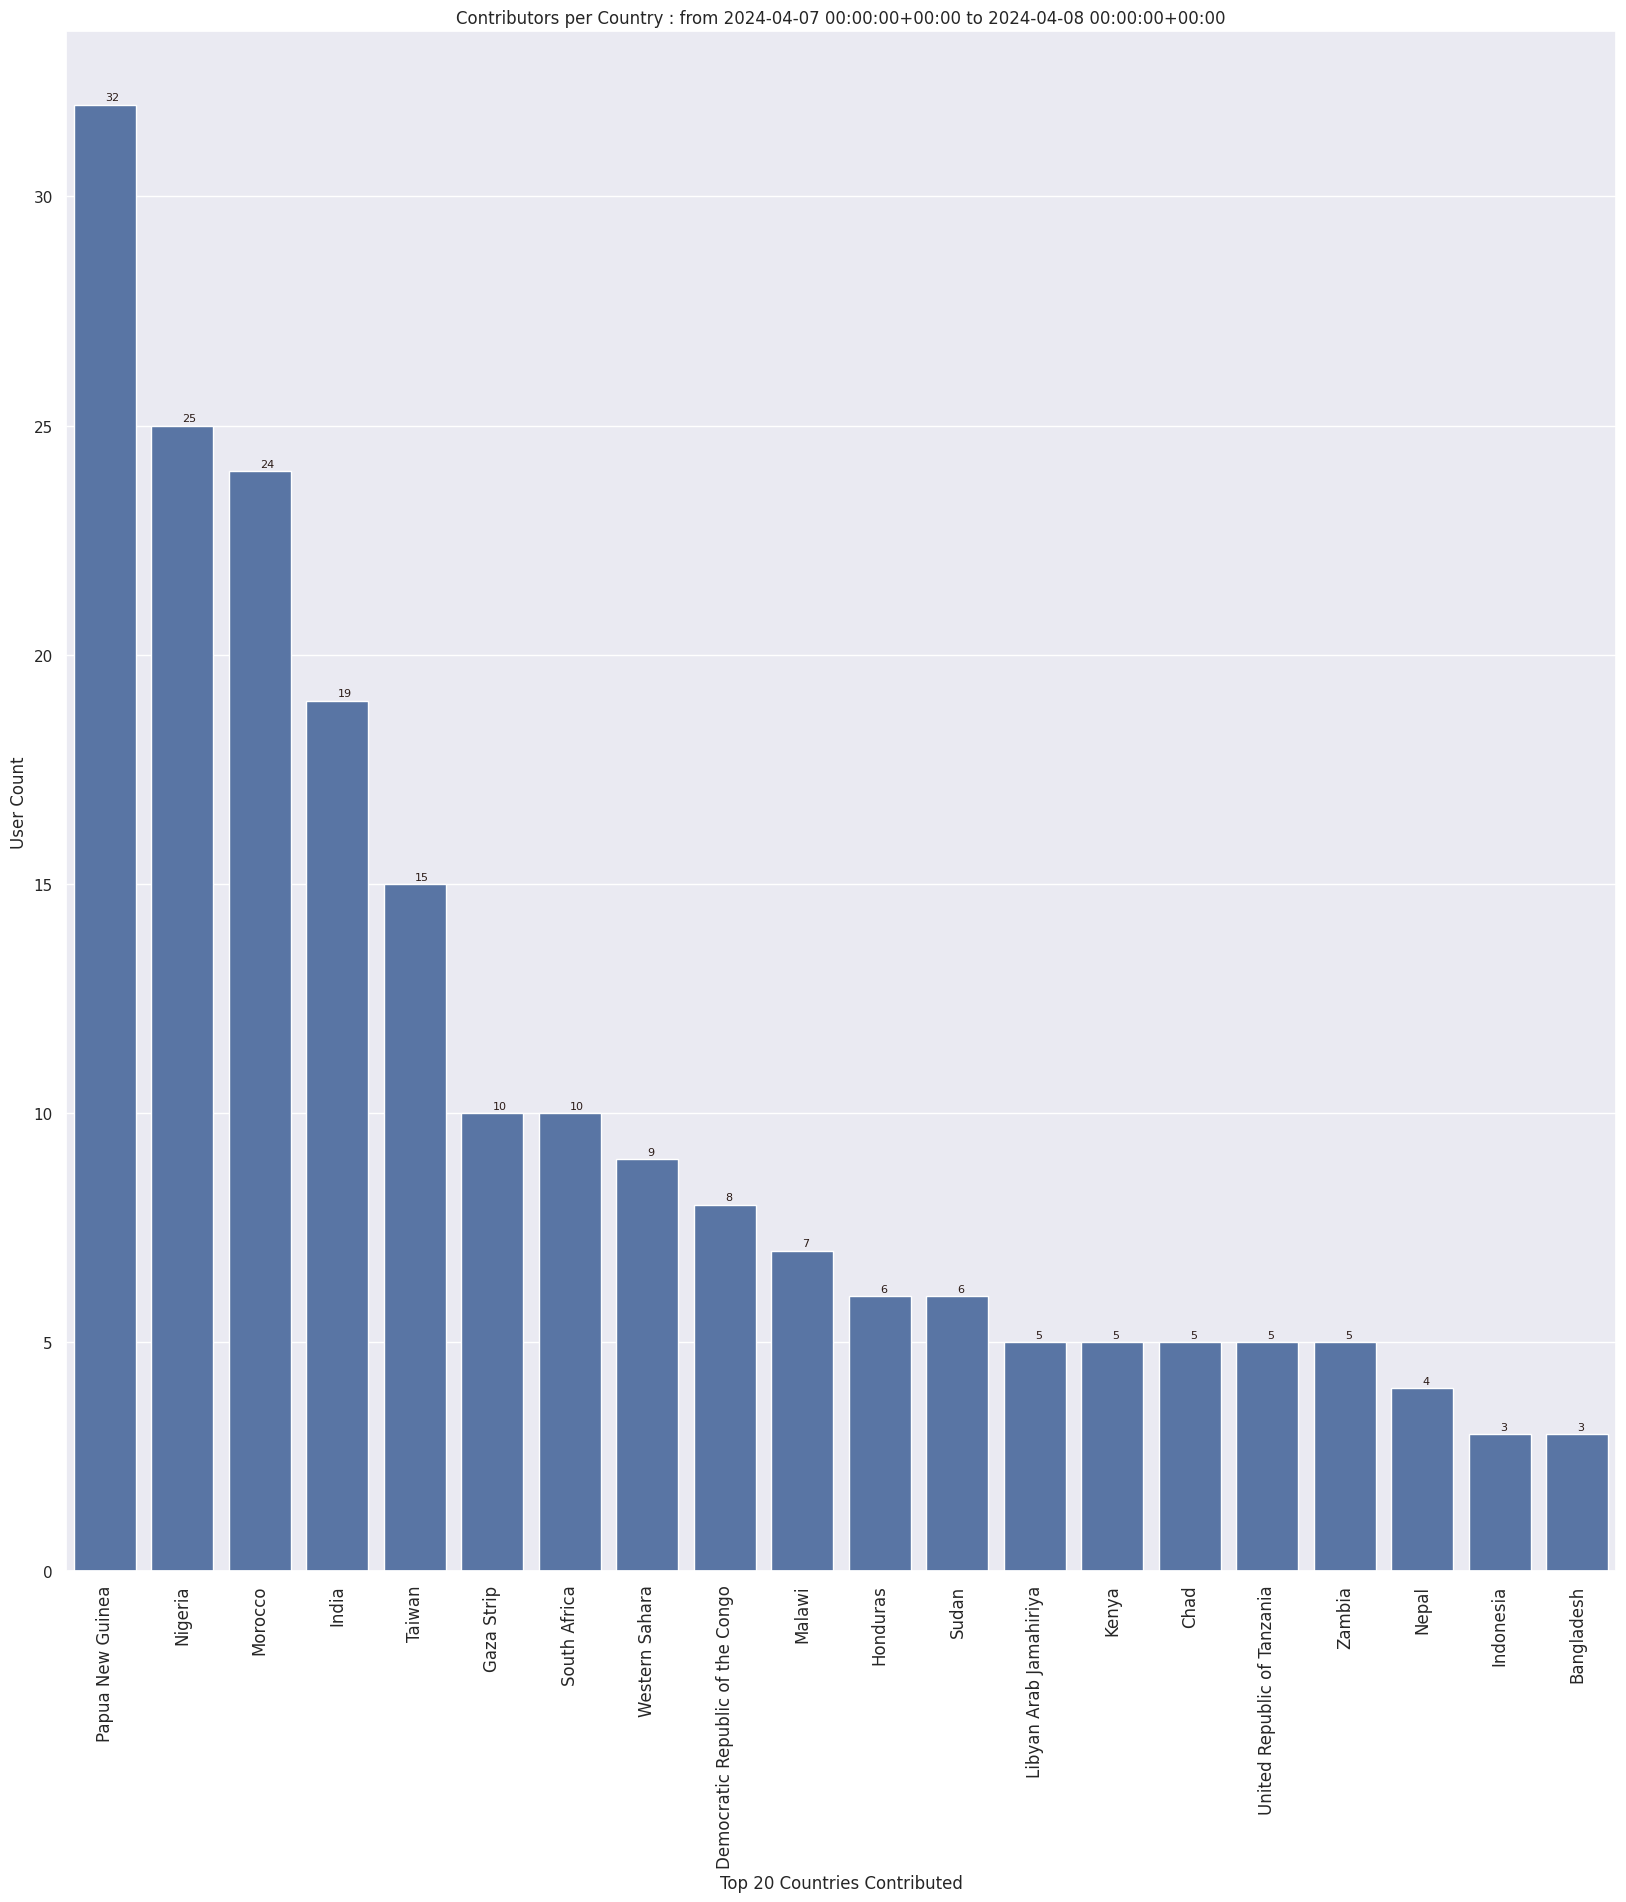 Contributors per Country : from 2024-04-07 00:00:00+00:00 to 2024-04-08 00:00:00+00:00
User Count
30
25
20
15
10
5
0
32
25
24
19
15
10
10
9
8
7
6
6
5
5
5
5
5
4
3
3
Papua New Guinea
Nigeria
Morocco
India
Taiwan
Gaza Strip
South Africa
Western Sahara
Democratic Republic of the Congo
Malawi
Honduras
Sudan
Libyan Arab Jamahiriya
Kenya
Chad
United Republic of Tanzania
Zambia
Nepal
Indonesia
Bangladesh
Top 20 Countries Contributed